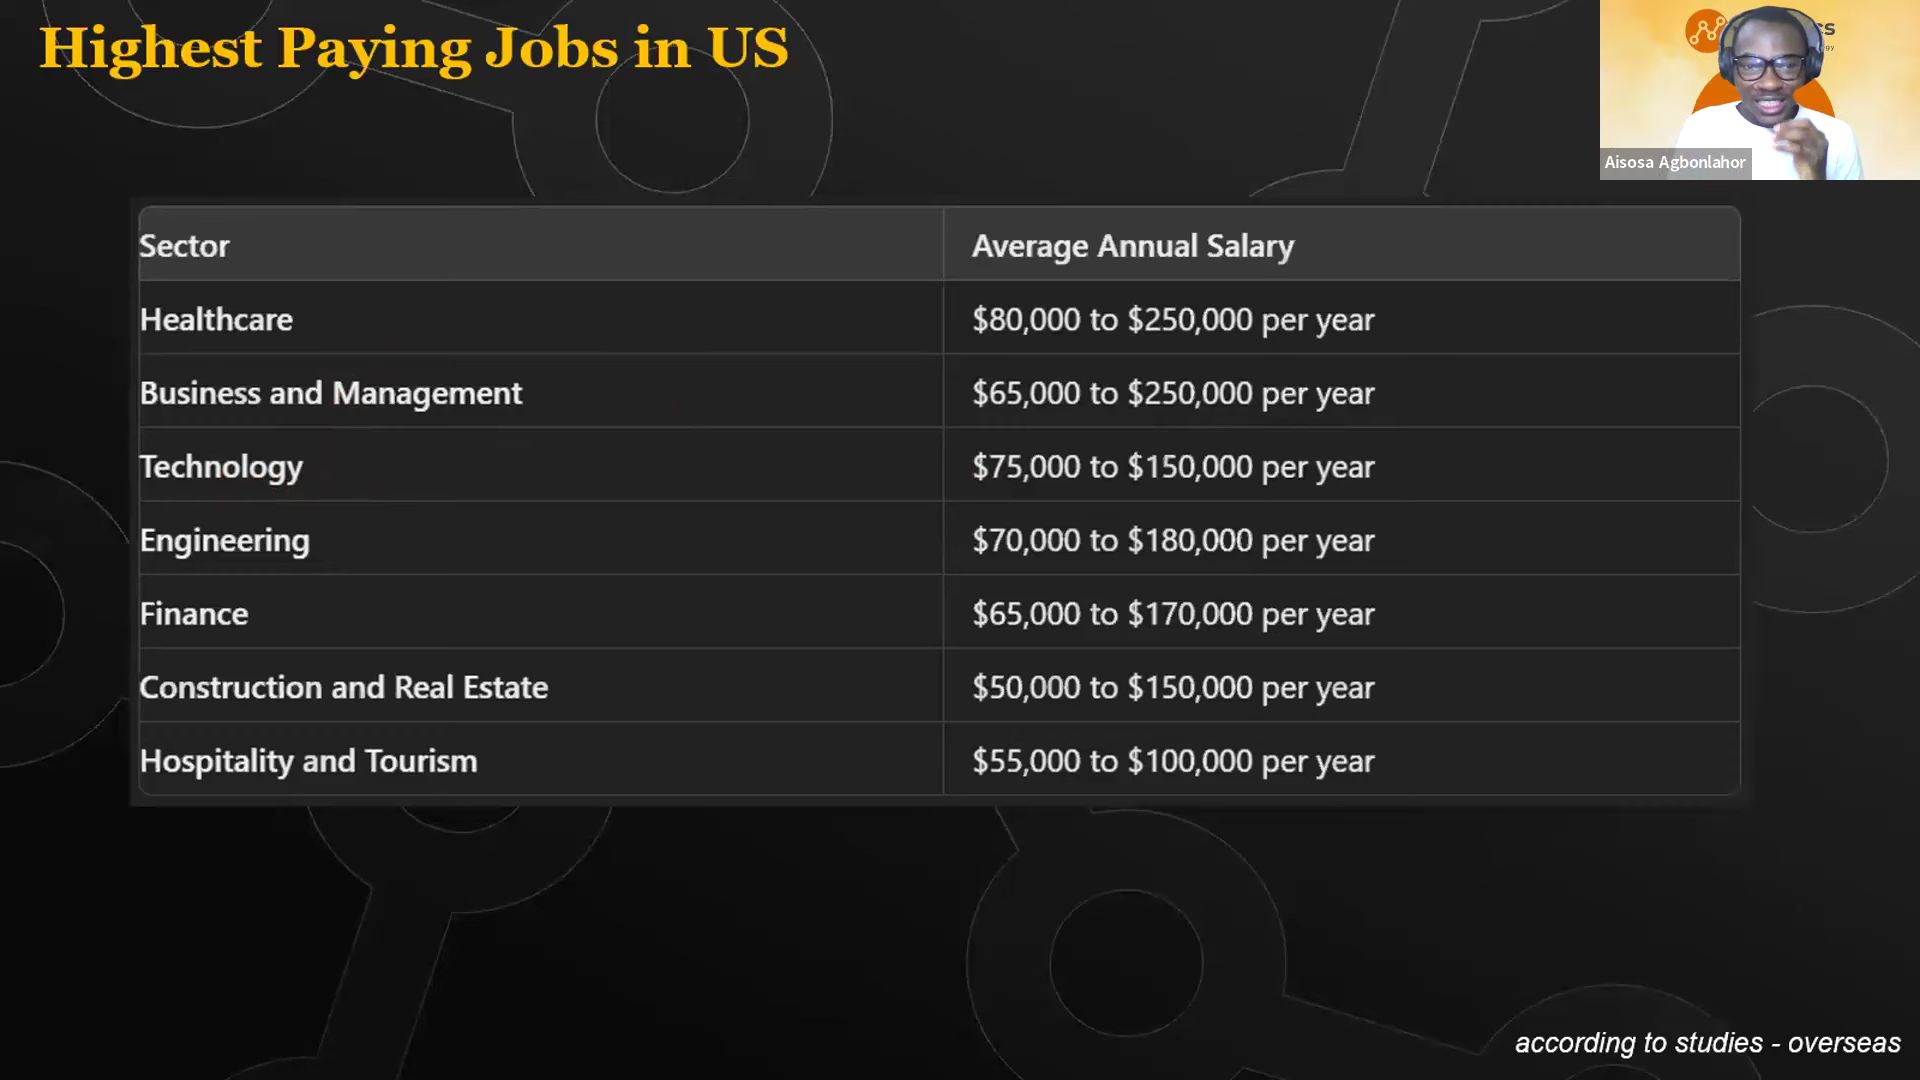 Highest Paying Jobs in US
Aisosa Agbonlahor
Sector Average Annual Salary
Healthcare $80,000 to $250,000 per year
Business and Management $65,000 to $250,000 per year
Technology $75,000 to $150,000 per year
Engineering $70,000 to $180,000 per year
Finance $65,000 to $170,000 per year
Construction and Real Estate $50,000 to $150,000 per year
Hospitality and Tourism $55,000 to $100,000 per year
according to studies - overseas